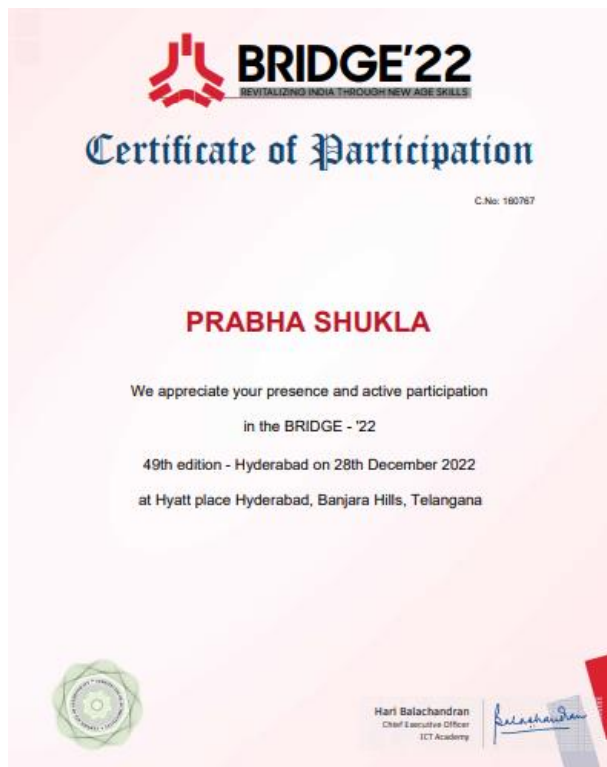 BRIDGE'22
REVITALIZING INDIA THROUGH NEW AGE SKILLS
Certificate of Participation
C.No: 160767
PRABHA SHUKLA
We appreciate your presence and active participation
in the BRIDGE - '22
49th edition - Hyderabad on 28th December 2022
at Hyatt place Hyderabad, Banjara Hills, Telangana
Hari Balachandran
Chief Executive Officer
ICT Academy
Balachandran